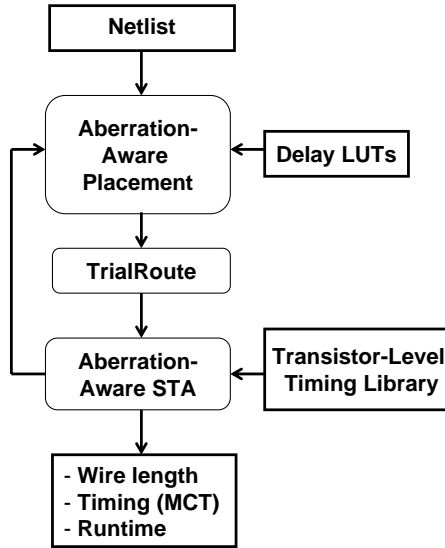 Netlist
Aberration-
Aware
Placement
Delay LUTs
TrialRoute
Aberration-
Aware STA
Transistor-Level
Timing Library
- Wire length
- Timing (MCT)
- Runtime